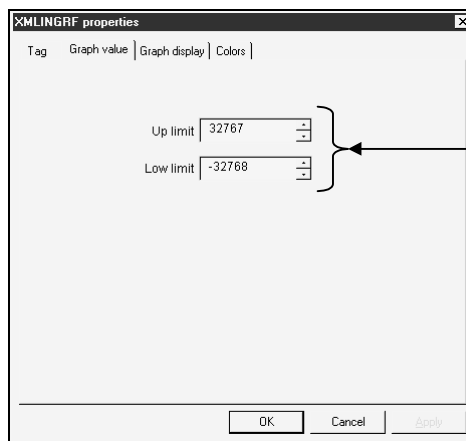 XMLINGRF properties
Tag Graph value Graph display Colors
Up limit 32767
Low limit -32768
OK Cancel Apply